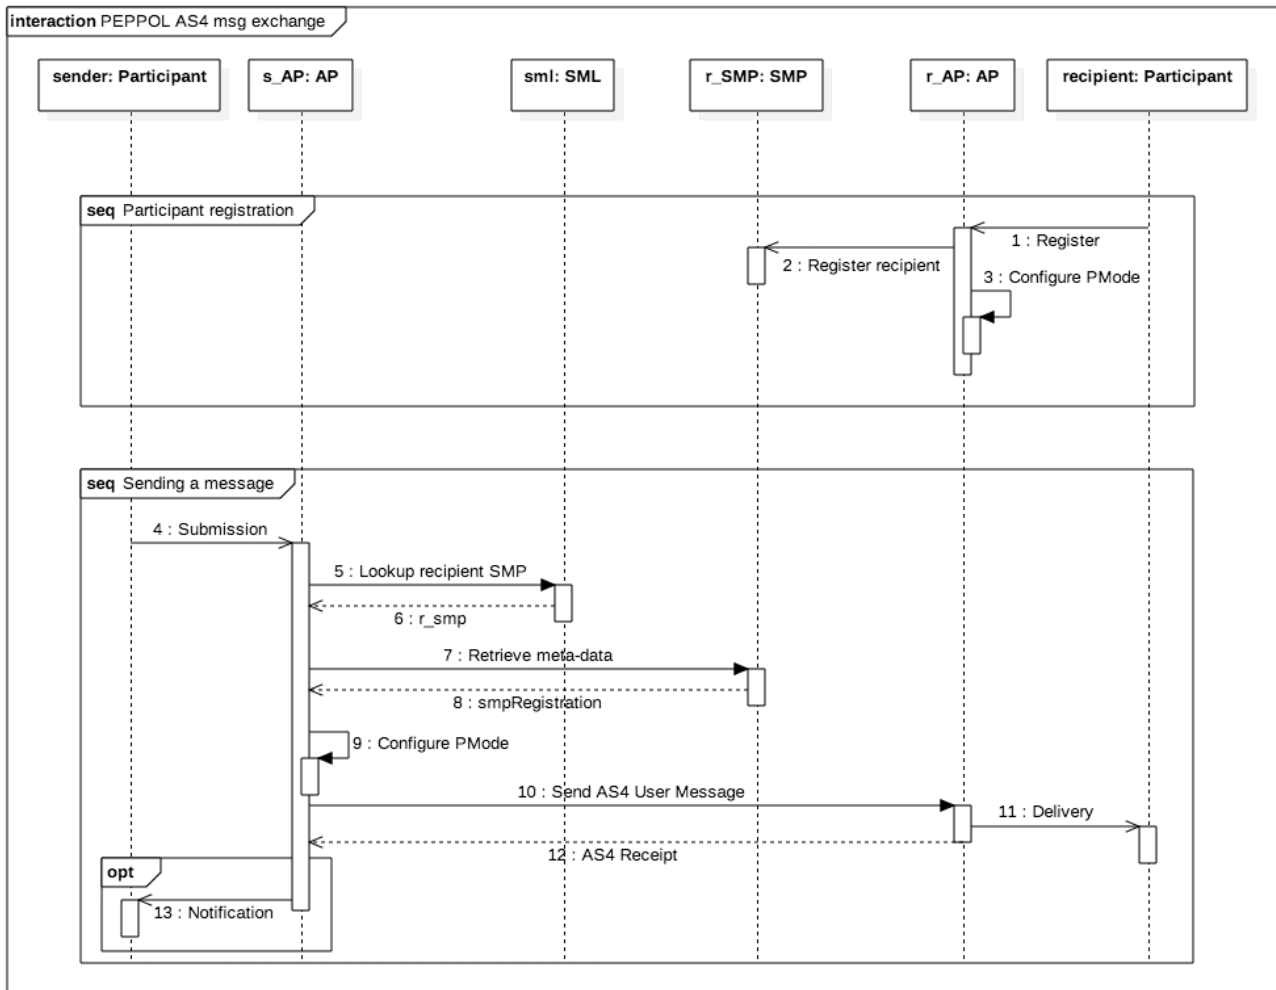 interaction PEPPOL AS4 msg exchange
sender: Participant
s_AP: AP
sml: SML
r_SMP: SMP
r_AP: AP
recipient: Participant
seq Participant registration
1 : Register
2 : Register recipient
3 : Configure PMode
seq Sending a message
4 : Submission
5 : Lookup recipient SMP
6 : r_smp
7 : Retrieve meta-data
8 : smpRegistration
9 : Configure PMode
10 : Send AS4 User Message
11 : Delivery
12 : AS4 Receipt
opt
13 : Notification